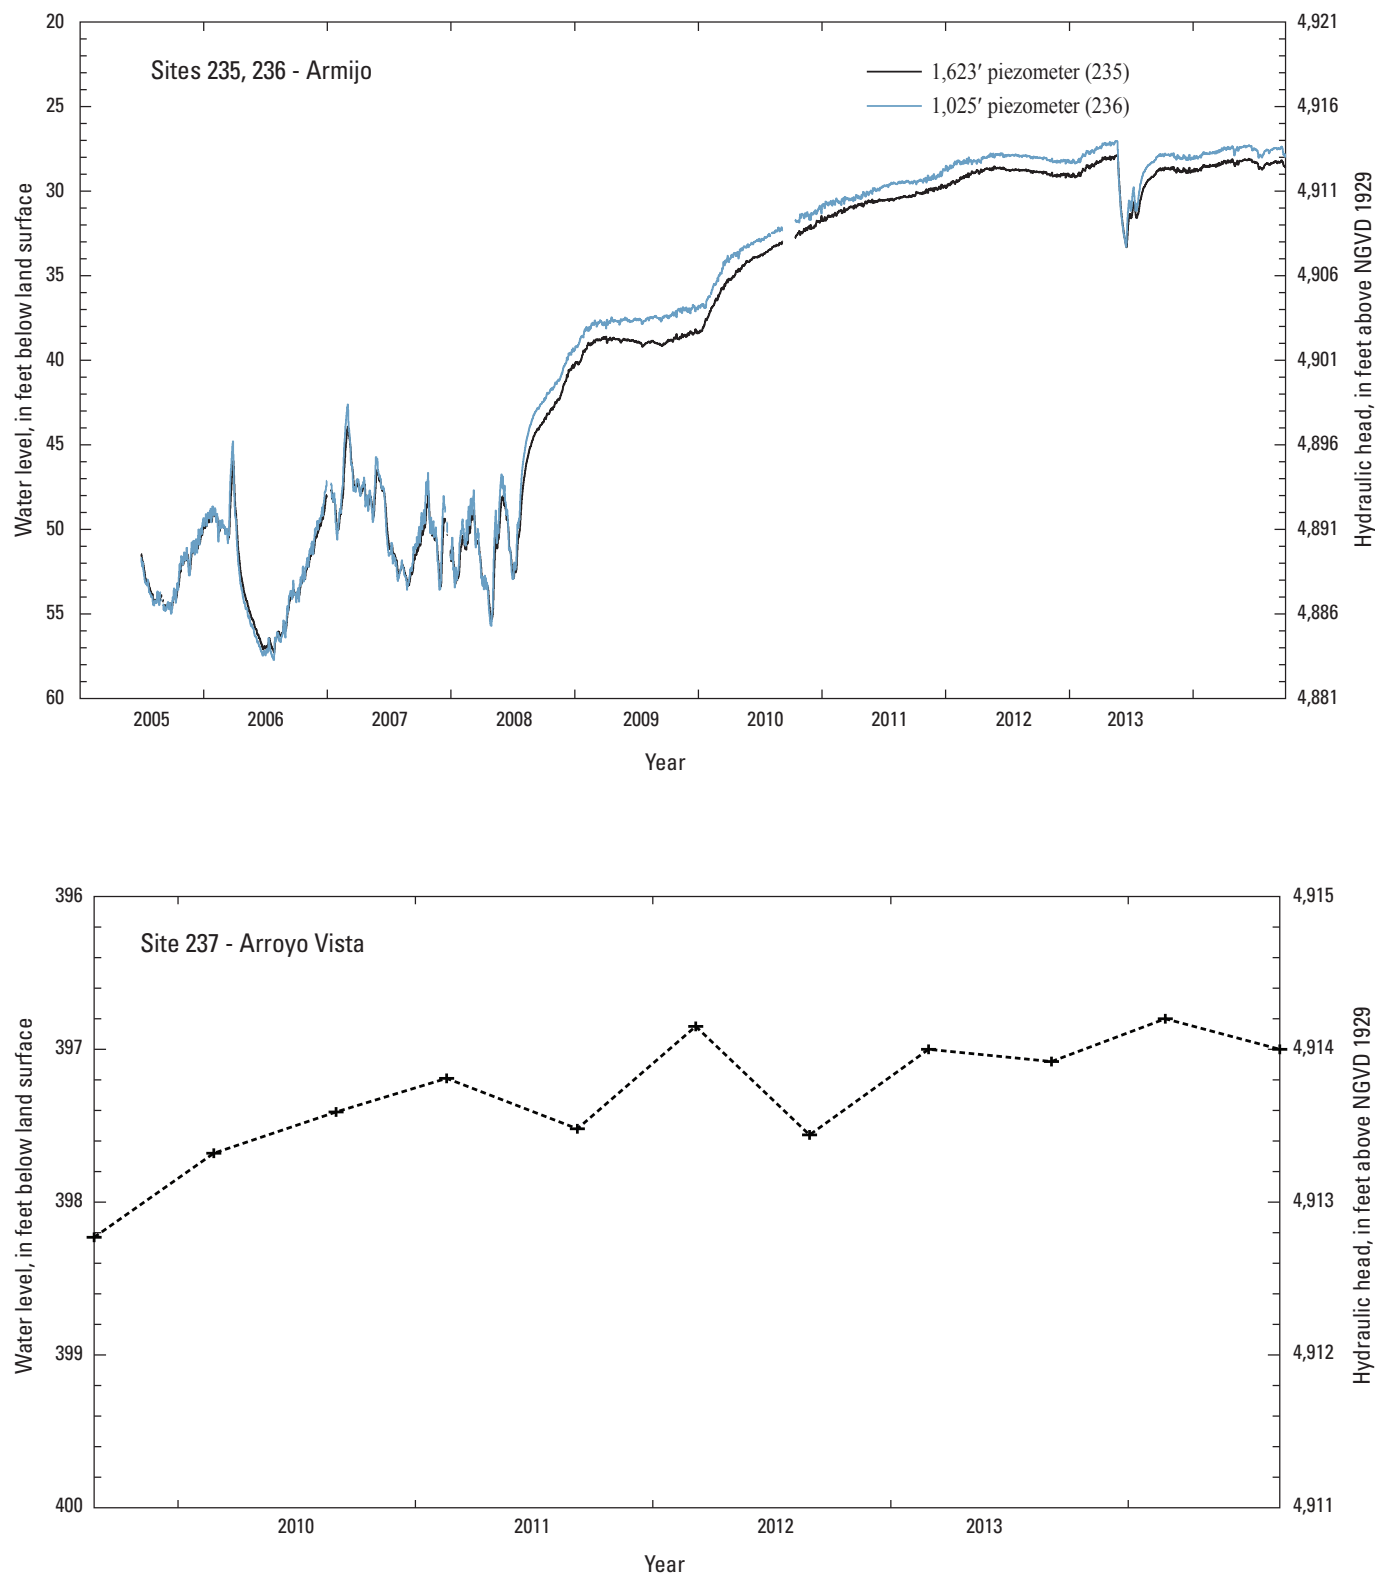 Sites 235, 236 - Armijo
1,623′ piezometer (235)
1,025′ piezometer (236)
Water level, in feet below land surface
20
25
30
35
40
45
50
55
60
4,921
4,916
4,911
4,906
4,901
4,896
4,891
4,886
4,881
Hydraulic head, in feet above NGVD 1929
2005 2006 2007 2008 2009 2010 2011 2012 2013
Year
Site 237 - Arroyo Vista
Water level, in feet below land surface
396
397
398
399
400
4,915
4,914
4,913
4,912
4,911
Hydraulic head, in feet above NGVD 1929
2010 2011 2012 2013
Year